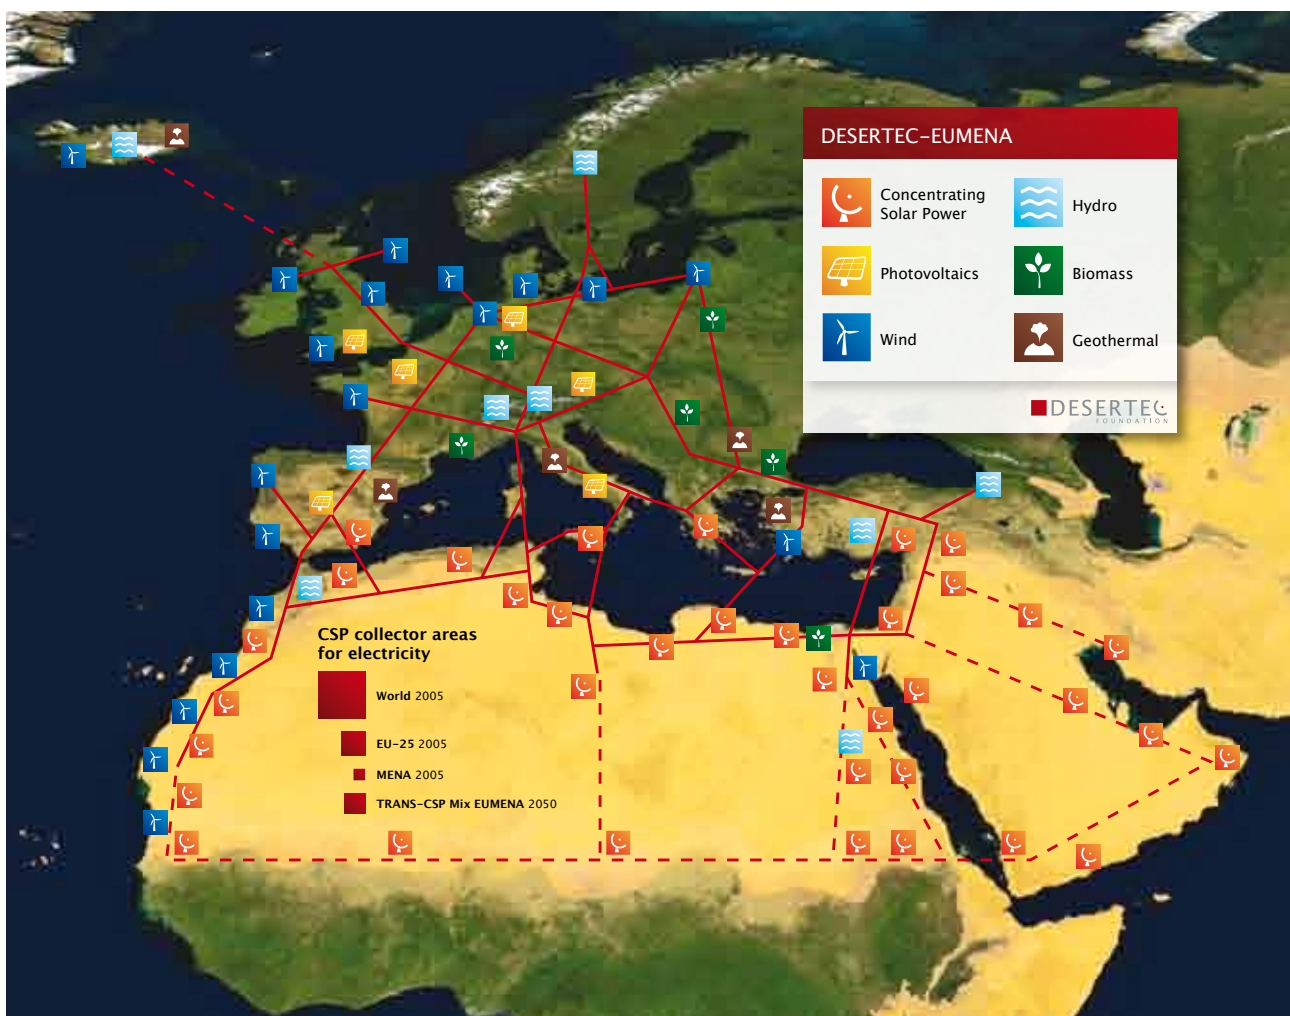 DESERTEC–EUMENA
Concentrating
Solar Power
Hydro
Photovoltaics
Biomass
Wind
Geothermal
DESERTEC
FOUNDATION
CSP collector areas
for electricity
World 2005
EU–25 2005
MENA 2005
TRANS–CSP Mix EUMENA 2050